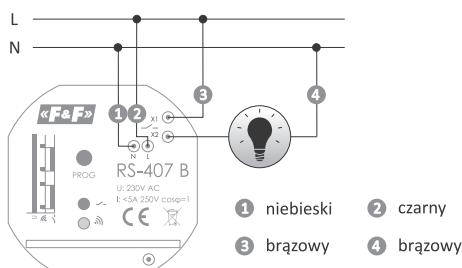 L
N
«F&F»
1 2 3 4
X1
X2
N L
PROG
RS-407 B
U: 230V AC
I: <5A 250V cosφ=1
CE
1 niebieski 2 czarny
3 brązowy 4 brązowy